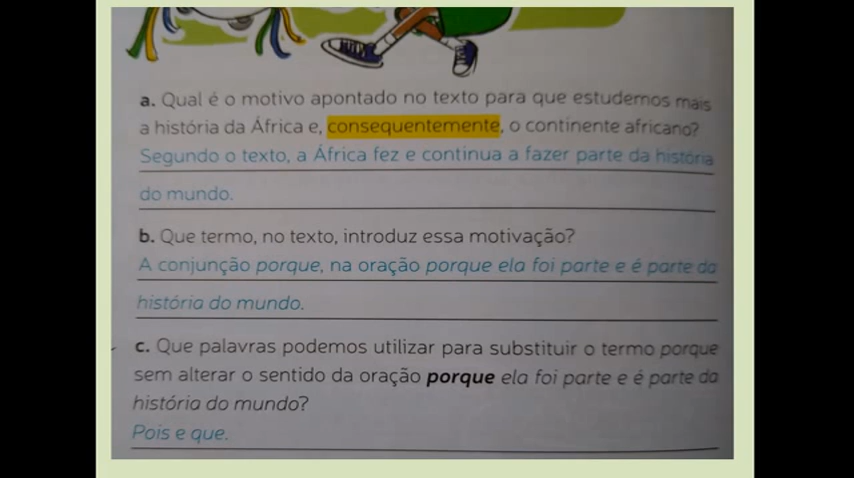 a. Qual é o motivo apontado no texto para que estudemos mais
a história da África e, consequentemente, o continente africano?
Segundo o texto, a África fez e continua a fazer parte da história
do mundo.
b. Que termo, no texto, introduz essa motivação?
A conjunção porque, na oração porque ela foi parte e é parte da
história do mundo.
c. Que palavras podemos utilizar para substituir o termo porque
sem alterar o sentido da oração porque ela foi parte e é parte da
história do mundo?
Pois e que.